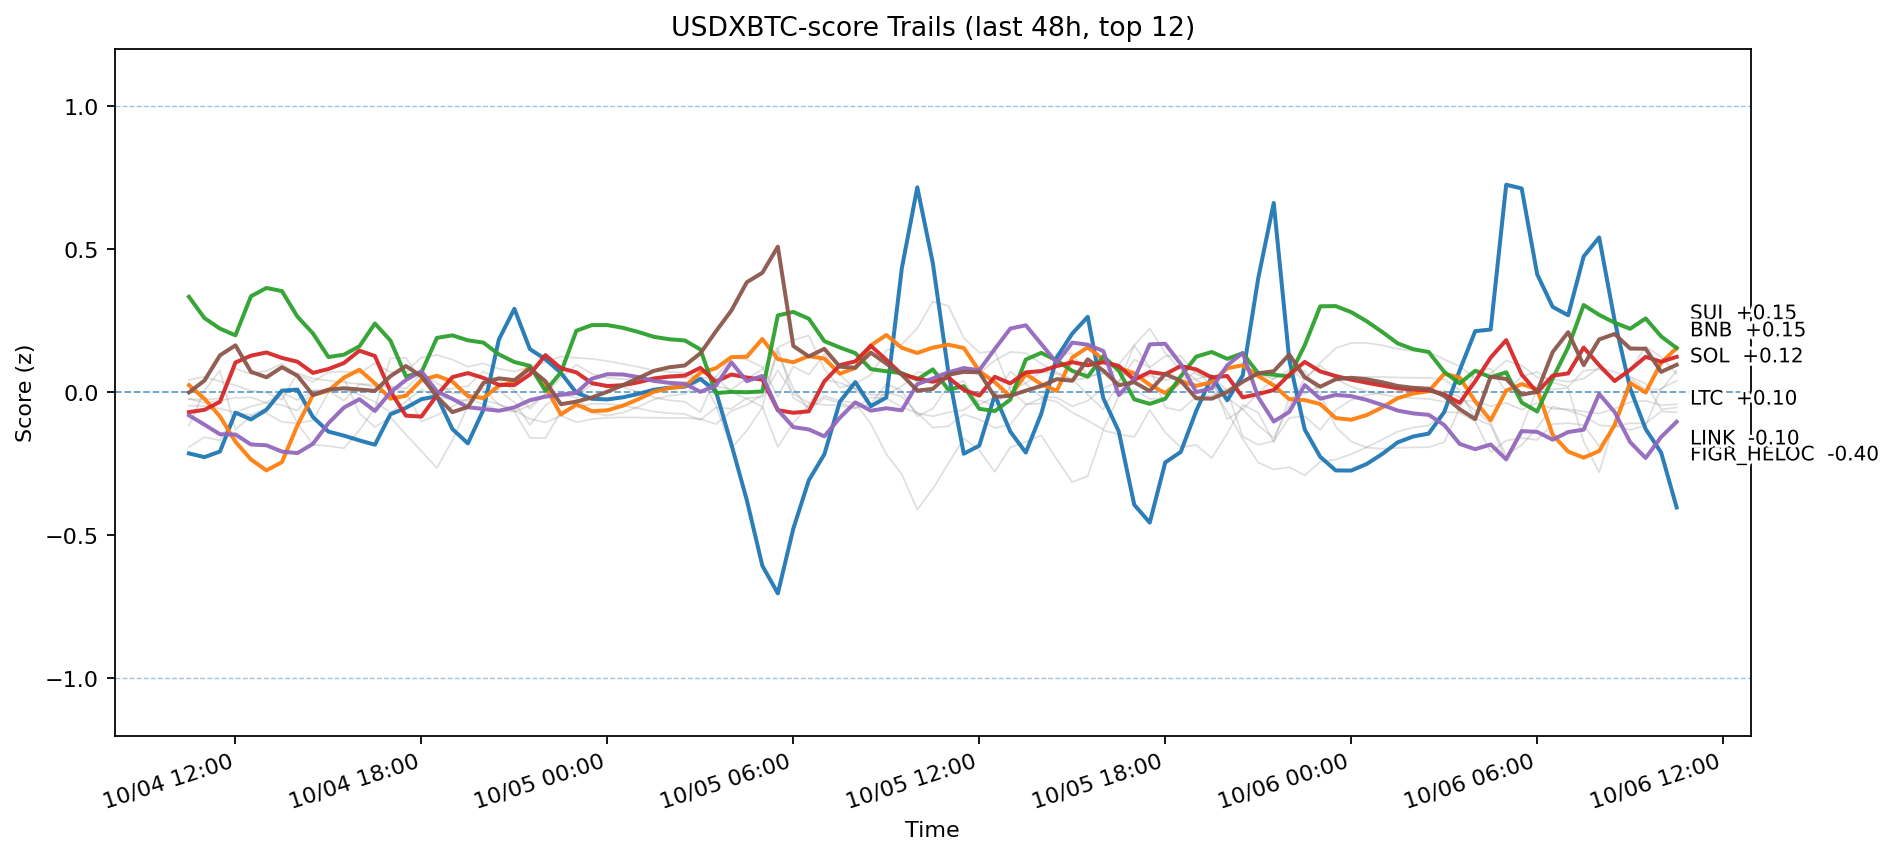 USDXBTC-score Trails (last 48h, top 12)
Score (z)
1.0
0.5
0.0
−0.5
−1.0
SUI +0.15
BNB +0.15
SOL +0.12
LTC +0.10
LINK -0.10
FIGR_HELOC -0.40
10/04 12:00
10/04 18:00
10/05 00:00
10/05 06:00
10/05 12:00
10/05 18:00
10/06 00:00
10/06 06:00
10/06 12:00
Time